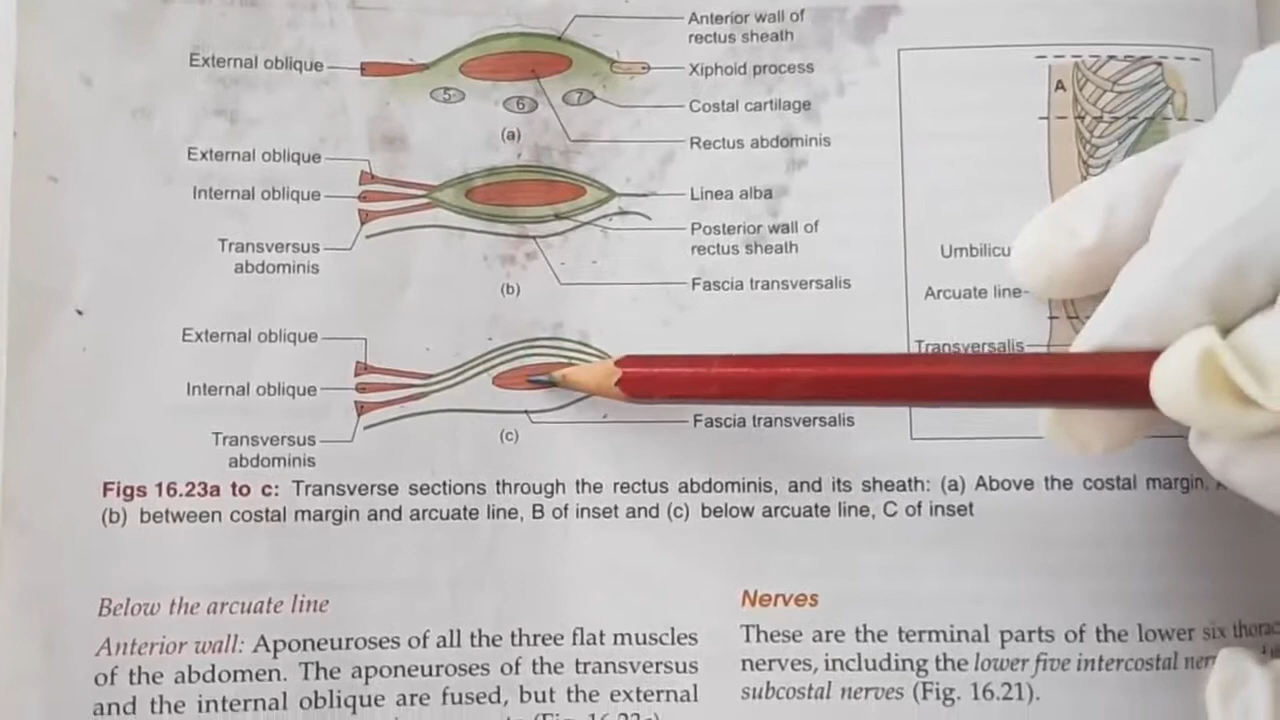 Anterior wall of
rectus sheath
External oblique
Xiphoid process
5
6
7
Costal cartilage
(a)
Rectus abdominis
External oblique
Internal oblique
Linea alba
Transversus
abdominis
Posterior wall of
rectus sheath
Fascia transversalis
(b)
External oblique
Internal oblique
Transversus
abdominis
Fascia transversalis
(c)
A
Umbilicu
Arcuate line
Transversalis
Figs 16.23a to c: Transverse sections through the rectus abdominis, and its sheath: (a) Above the costal margin,
(b) between costal margin and arcuate line, B of inset and (c) below arcuate line, C of inset
Below the arcuate line
Anterior wall: Aponeuroses of all the three flat muscles
of the abdomen. The aponeuroses of the transversus
and the internal oblique are fused, but the external
Nerves
These are the terminal parts of the lower six thorac
nerves, including the lower five intercostal ner
subcostal nerves (Fig. 16.21).